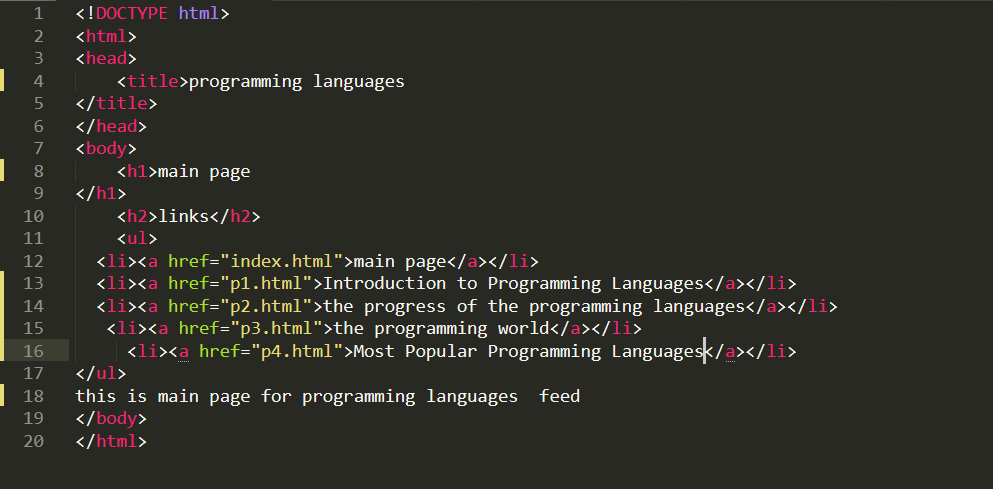 1 <!DOCTYPE html>
2 <html>
3 <head>
4 <title>programming languages
5 </title>
6 </head>
7 <body>
8 <h1>main page
9 </h1>
10 <h2>links</h2>
11 <ul>
12 <li><a href="index.html">main page</a></li>
13 <li><a href="p1.html">Introduction to Programming Languages</a></li>
14 <li><a href="p2.html">the progress of the programming languages</a></li>
15 <li><a href="p3.html">the programming world</a></li>
16 <li><a href="p4.html">Most Popular Programming Languages</a></li>
17 </ul>
18 this is main page for programming languages  feed
19 </body>
20 </html>